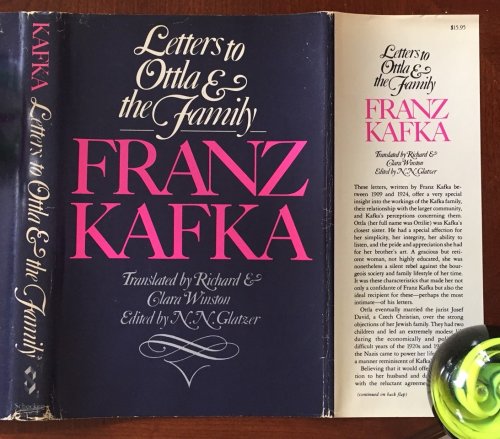 KAFKA Letters to Ottla & the Family
Schocken
Letters to
Ottla &
the Family
FRANZ
KAFKA
Translated by Richard &
Clara Winston
Edited by N. N. Glatzer
$15.95
Letters to
Ottla &
the Family
FRANZ
KAFKA
Translated by Richard &
Clara Winston
Edited by N. N. Glatzer
These letters, written by Franz Kafka be-
tween 1909 and 1924, offer a very special
insight into the workings of the Kafka family,
their relationship with the larger community,
and Kafka's perceptions concerning them.
Ottla (her full name was Ottilie) was Kafka's
closest sister. He had a special affection for
her simplicity, her integrity, her ability to
listen, and the pride and appreciation she had
for her brother's art. A gracious but reti-
cent woman, not highly educated, she was
nonetheless a silent rebel against the bour-
geois society and family lifestyle of her time.
It was these characteristics that made her not
only a confidante of Franz Kafka but also the
ideal recipient for these—perhaps the most
intimate—of his letters.
Ottla eventually married the jurist Josef
David, a Czech Christian, over the strong
objections of her Jewish family. They had two
children and led an extremely modest l
during the economically and pol
difficult years of the 1920s and 19
the Nazis came to power her life
a manner reminiscent of Kafka
Believing that it would offer
tion to her husband and da
with the reluctant agreem
(continued on back flap)